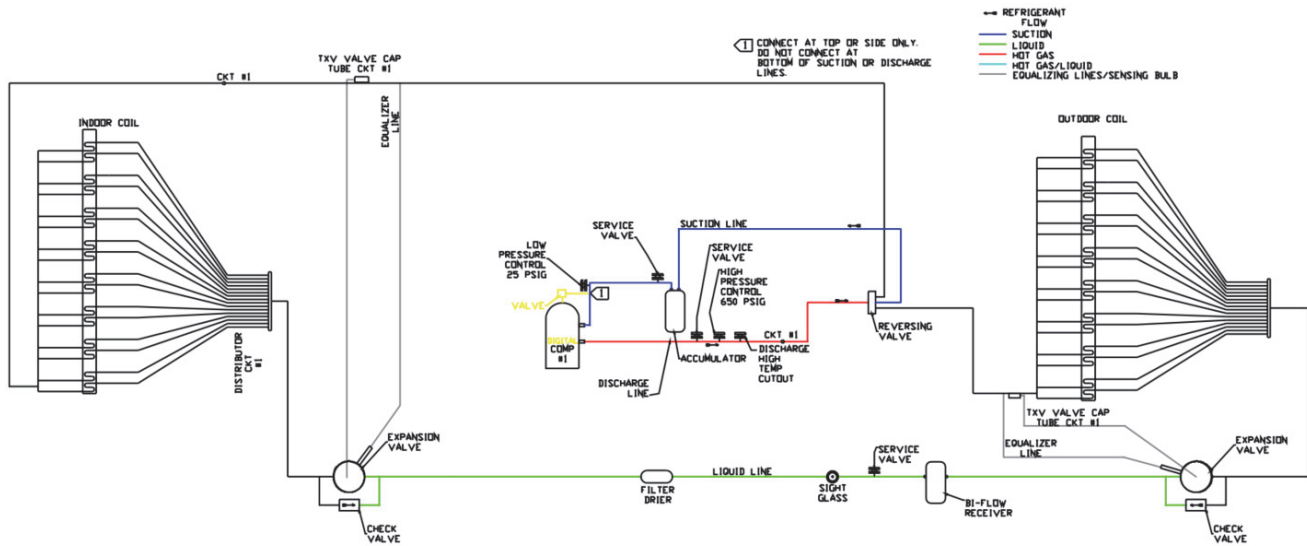 REFRIGERANT
FLOW
SUCTION
LIQUID
HOT GAS
HOT GAS/LIQUID
EQUALIZING LINES/SENSING BULB
1
CONNECT AT TOP OR SIDE ONLY.
DO NOT CONNECT AT
BOTTOM OF SUCTION OR DISCHARGE
LINES.
TXV VALVE CAP
TUBE CKT #1
CKT #1
EQUALIZER
LINE
INDOOR COIL
OUTDOOR COIL
DISTRIBUTOR
CKT
#1
SERVICE
VALVE
SUCTION LINE
LOW
PRESSURE
CONTROL
25 PSIG
SERVICE
VALVE
HIGH
PRESSURE
CONTROL
650 PSIG
1
VALVE
DIGITAL
COMP
#1
CKT #1
REVERSING
VALVE
ACCUMULATOR
DISCHARGE
HIGH
TEMP
CUTOUT
DISCHARGE
LINE
TXV VALVE CAP
TUBE CKT #1
EQUALIZER
LINE
EXPANSION
VALVE
EXPANSION
VALVE
SERVICE
VALVE
LIQUID LINE
FILTER
DRIER
SIGHT
GLASS
BI-FLOW
RECEIVER
CHECK
VALVE
CHECK
VALVE